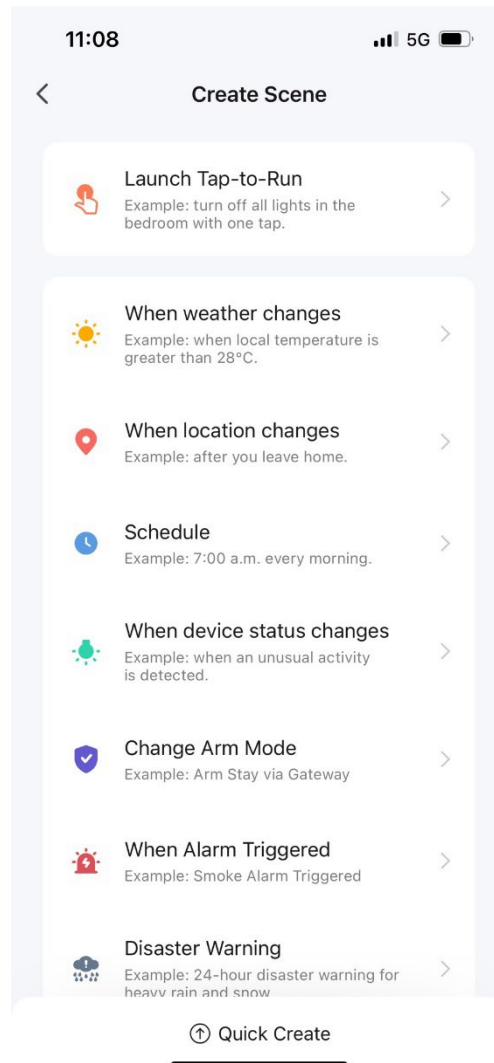 11:08
5G
Create Scene
Launch Tap-to-Run
Example: turn off all lights in the
bedroom with one tap.
When weather changes
Example: when local temperature is
greater than 28°C.
When location changes
Example: after you leave home.
Schedule
Example: 7:00 a.m. every morning.
When device status changes
Example: when an unusual activity
is detected.
Change Arm Mode
Example: Arm Stay via Gateway
When Alarm Triggered
Example: Smoke Alarm Triggered
Disaster Warning
Example: 24-hour disaster warning for
heavy rain and snow
Quick Create